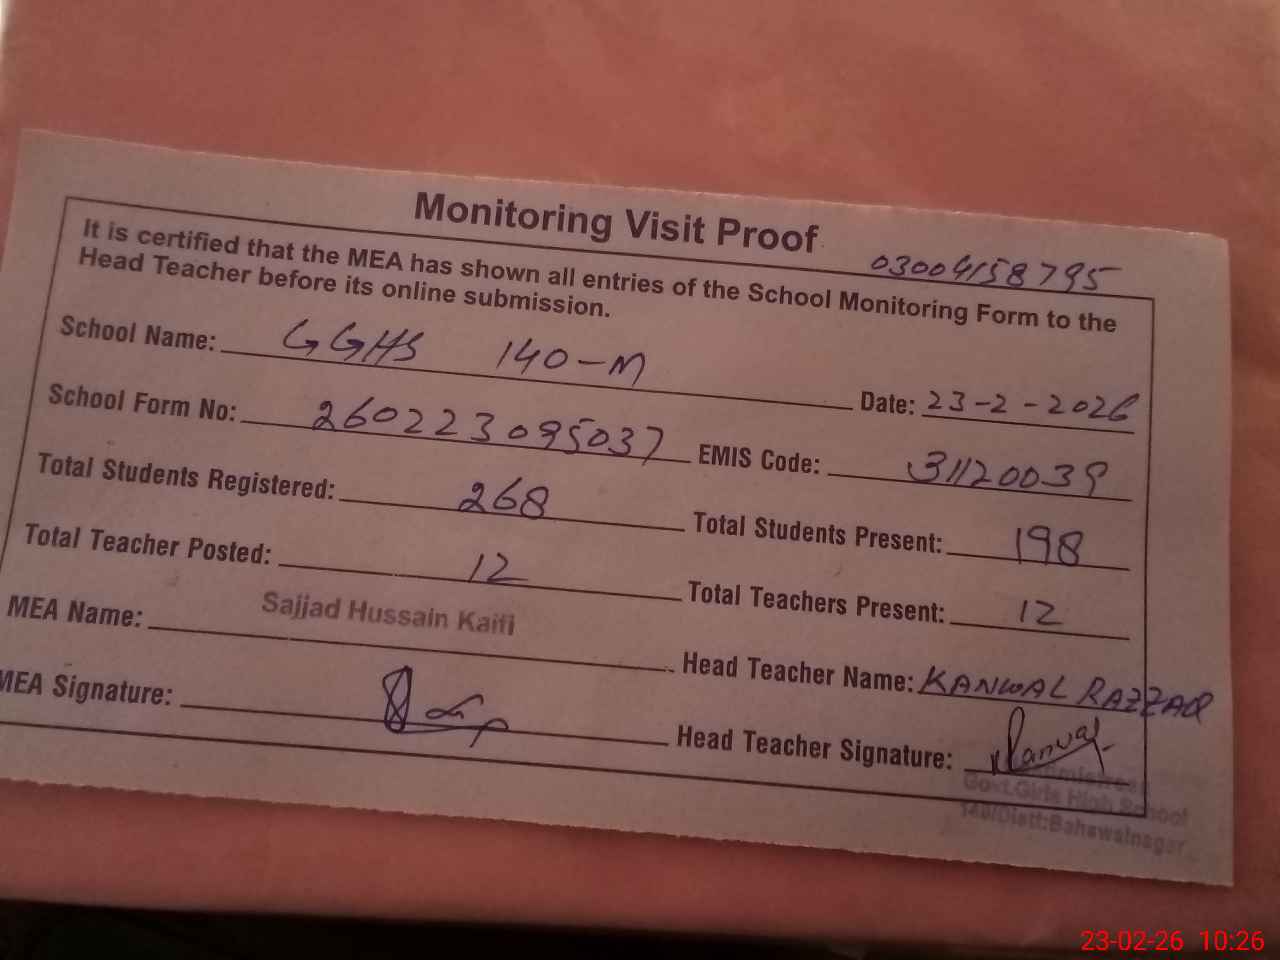 Monitoring Visit Proof
03004158795
It is certified that the MEA has shown all entries of the School Monitoring Form to the
Head Teacher before its online submission.
School Name: GGHS 140-M Date: 23-2-2026
School Form No: 260223095037 EMIS Code: 31120039
Total Students Registered: 268 Total Students Present: 198
Total Teacher Posted: 12 Total Teachers Present: 12
MEA Name: Sajjad Hussain Kaifi Head Teacher Name: KANWAL RAZZAQ
MEA Signature: Head Teacher Signature: Kanwal
Govt.Girls High School
Distt:Bahawalnagar
23-02-26 10:26